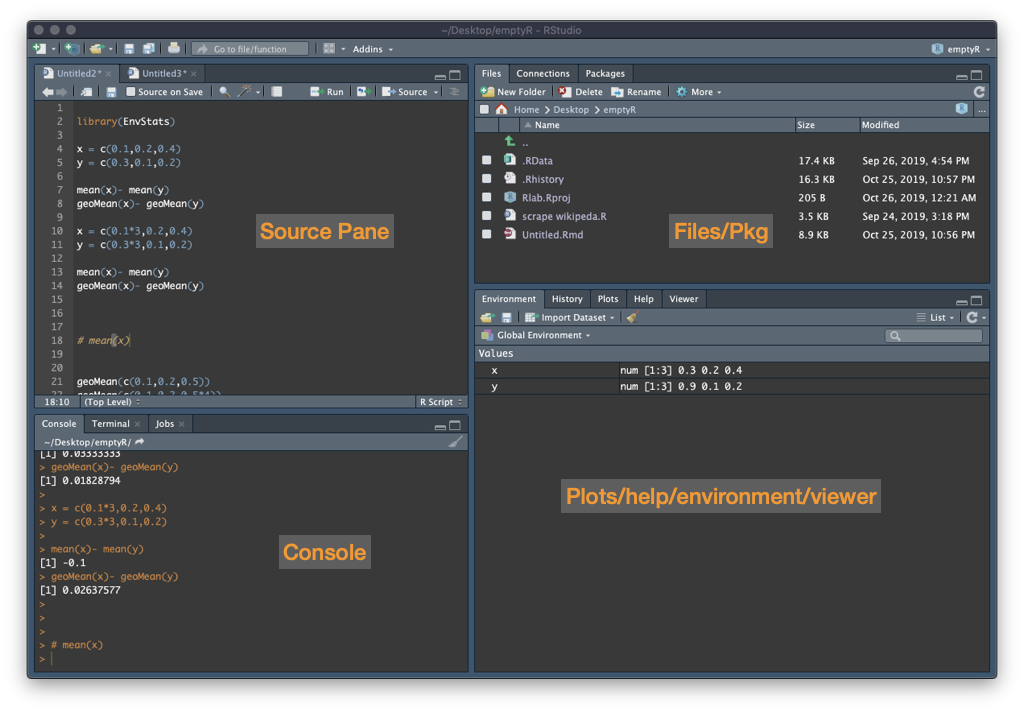 ~/Desktop/emptyR - RStudio
Go to file/function
Addins
emptyR
Untitled2*
Untitled3*
Source on Save
Run
Source
1
2 library(EnvStats)
3
4 x = c(0.1,0.2,0.4)
5 y = c(0.3,0.1,0.2)
6
7 mean(x)- mean(y)
8 geoMean(x)- geoMean(y)
9
10 x = c(0.1*3,0.2,0.4)
11 y = c(0.3*3,0.1,0.2)
12
13 mean(x)- mean(y)
14 geoMean(x)- geoMean(y)
15
16
17
18 # mean(x)
19
20
21 geoMean(c(0.1,0.2,0.5))
22 geoMean(c(0.1,0.2,0.5*4))
Source Pane
18:10 (Top Level) R Script
Console Terminal Jobs
~/Desktop/emptyR/
[1] 0.03333333
> geoMean(x)- geoMean(y)
[1] 0.01828794
>
> x = c(0.1*3,0.2,0.4)
> y = c(0.3*3,0.1,0.2)
>
> mean(x)- mean(y)
[1] -0.1
> geoMean(x)- geoMean(y)
[1] 0.02637577
>
>
>
> # mean(x)
>
Console
Files Connections Packages
New Folder Delete Rename More
Home Desktop emptyR ...
Name Size Modified
..
.RData 17.4 KB Sep 26, 2019, 4:54 PM
.Rhistory 16.3 KB Oct 25, 2019, 10:57 PM
Rlab.Rproj 205 B Oct 26, 2019, 12:21 AM
scrape wikipeda.R 3.5 KB Sep 24, 2019, 3:18 PM
Untitled.Rmd 8.9 KB Oct 25, 2019, 10:56 PM
Files/Pkg
Environment History Plots Help Viewer
Import Dataset List
Global Environment
Values
x num [1:3] 0.3 0.2 0.4
y num [1:3] 0.9 0.1 0.2
Plots/help/environment/viewer